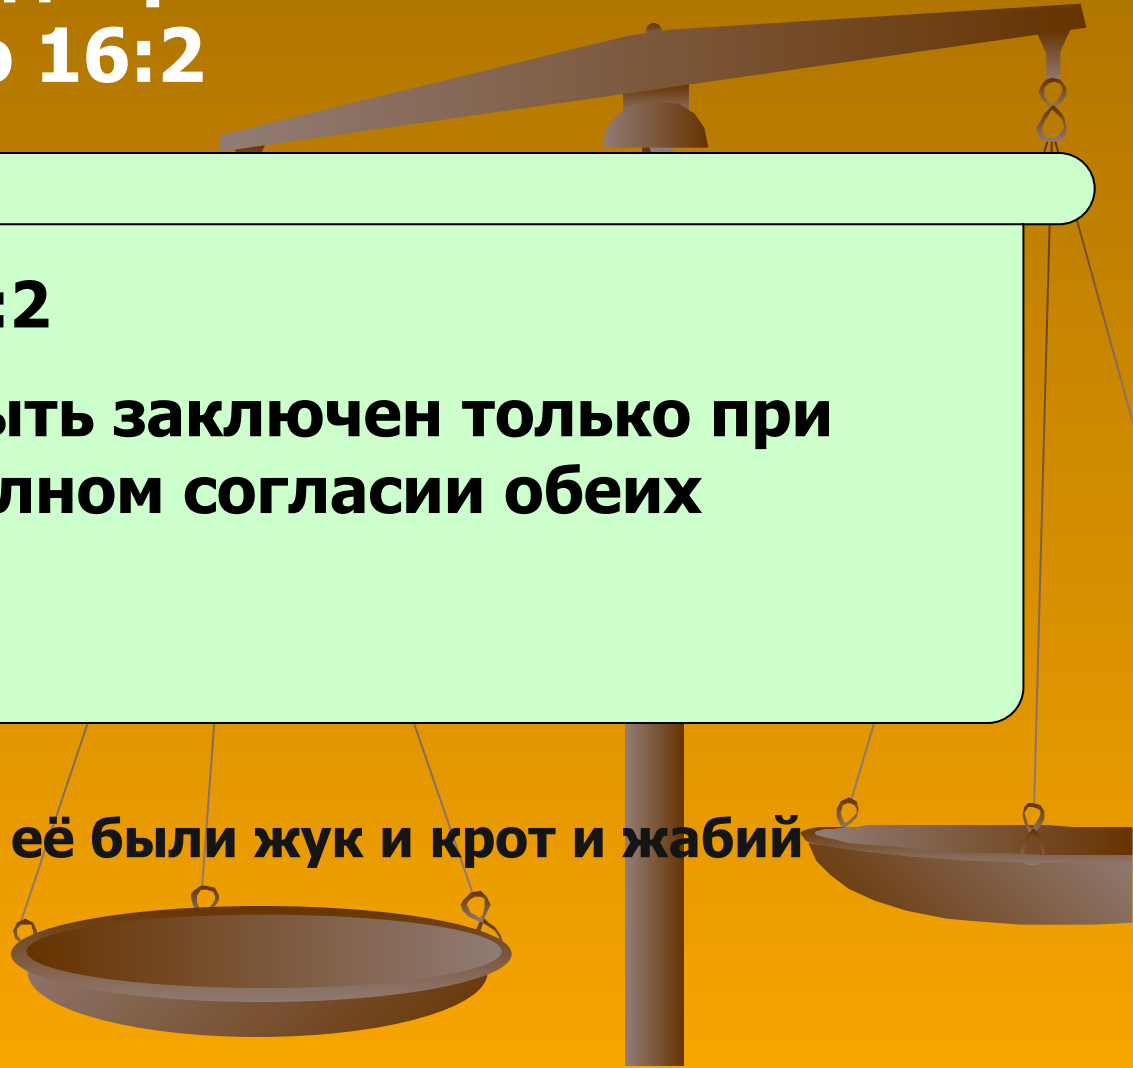 о 16:2
:2
ыть заключен только при
лном согласии обеих
её были жук и крот и жабий